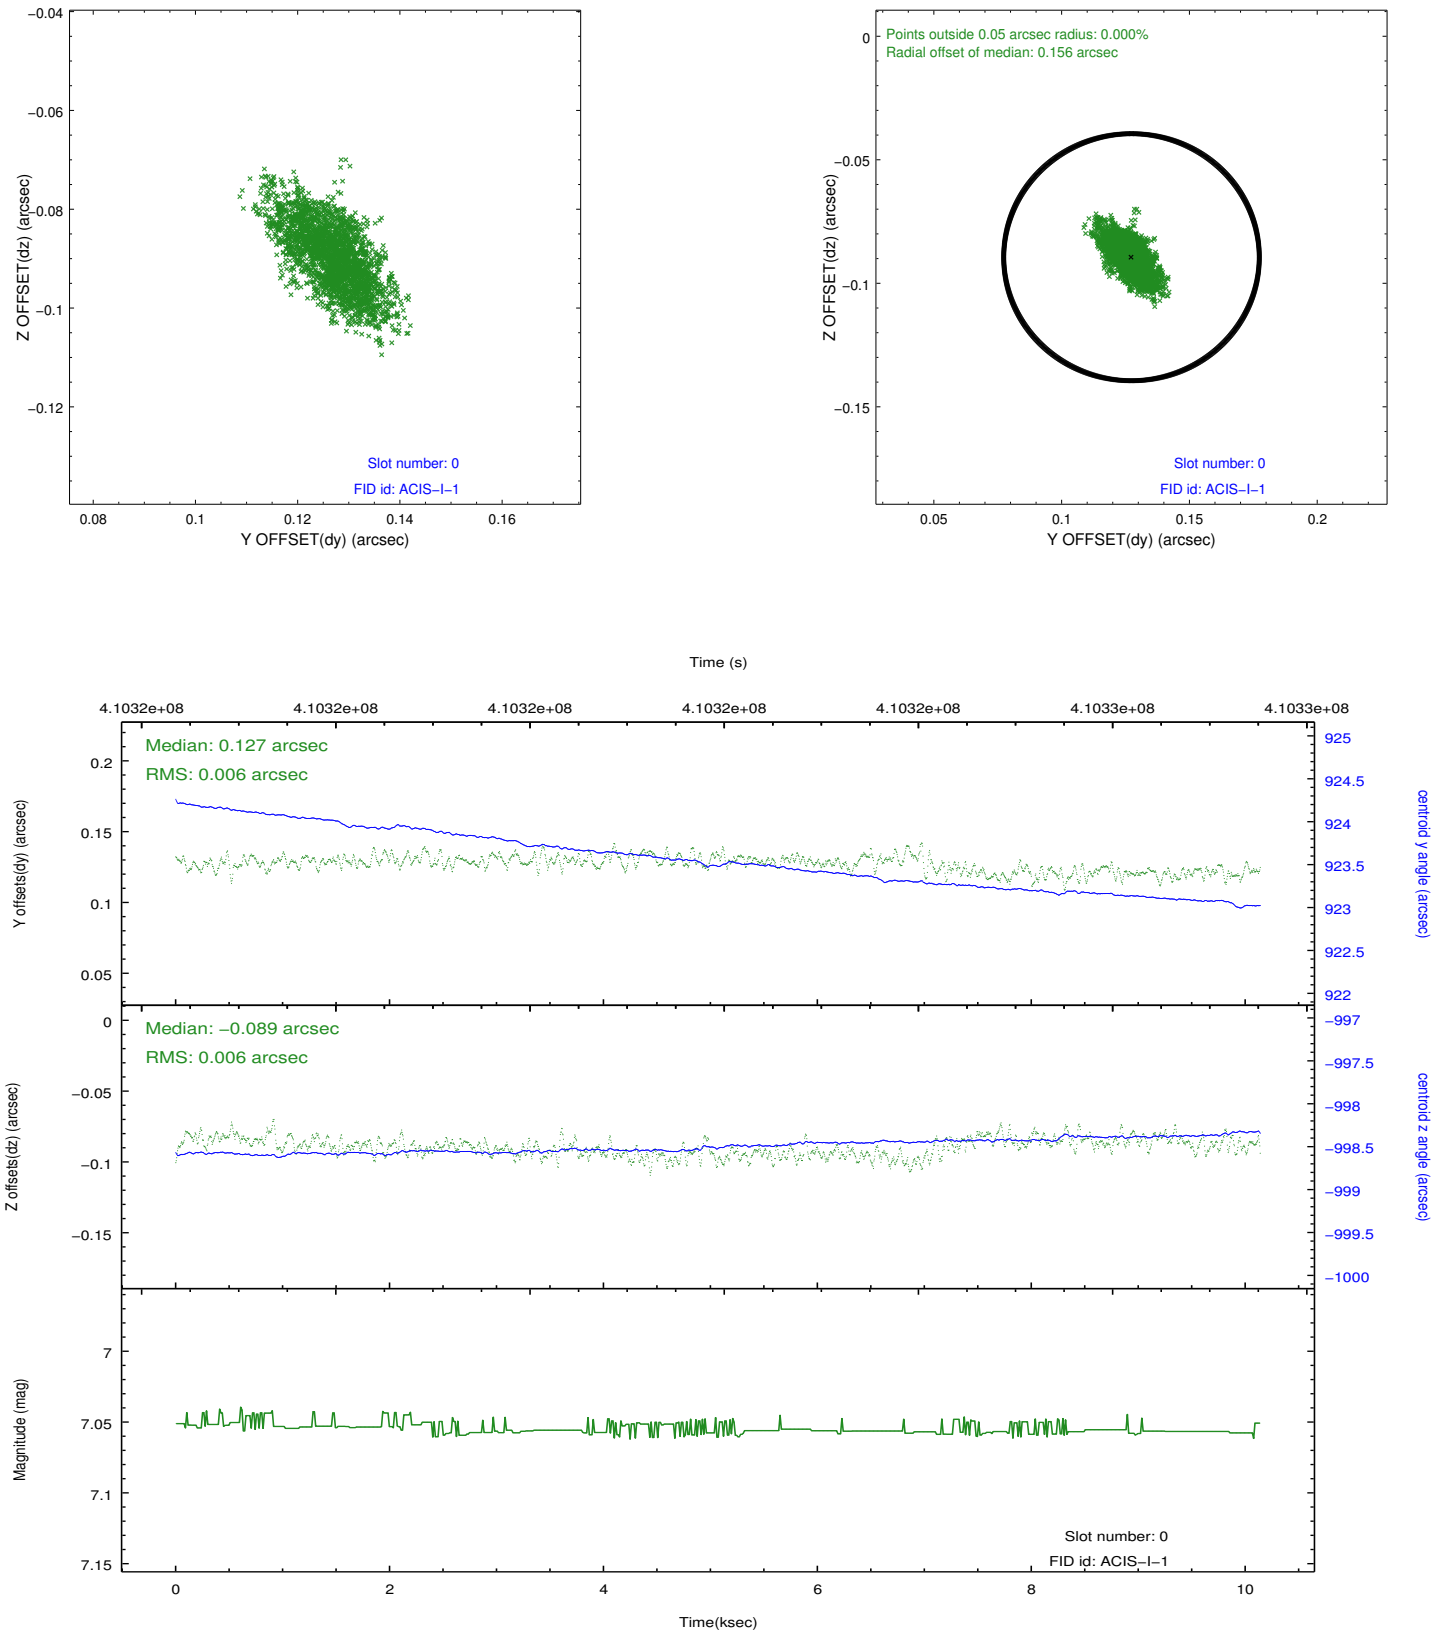 −0.04
−0.06
−0.08
−0.1
−0.12
Z OFFSET(dz) (arcsec)
Slot number: 0
FID id: ACIS−I−1
0.08 0.1 0.12 0.14 0.16
Y OFFSET(dy) (arcsec)
Points outside 0.05 arcsec radius: 0.000%
Radial offset of median: 0.156 arcsec
0
−0.05
−0.1
−0.15
Z OFFSET(dz) (arcsec)
Slot number: 0
FID id: ACIS−I−1
0.05 0.1 0.15 0.2
Y OFFSET(dy) (arcsec)
Time (s)
4.1032e+08 4.1032e+08 4.1032e+08 4.1032e+08 4.1032e+08 4.1033e+08 4.1033e+08
Median: 0.127 arcsec
RMS: 0.006 arcsec
0.2
0.15
0.1
0.05
Y offsets(dy) (arcsec)
925
924.5
924
923.5
923
922.5
922
centroid y angle (arcsec)
Median: −0.089 arcsec
RMS: 0.006 arcsec
0
−0.05
−0.1
−0.15
Z offsets(dz) (arcsec)
−997
−997.5
−998
−998.5
−999
−999.5
−1000
centroid z angle (arcsec)
7
7.05
7.1
7.15
Magnitude (mag)
Slot number: 0
FID id: ACIS−I−1
0 2 4 6 8 10
Time(ksec)